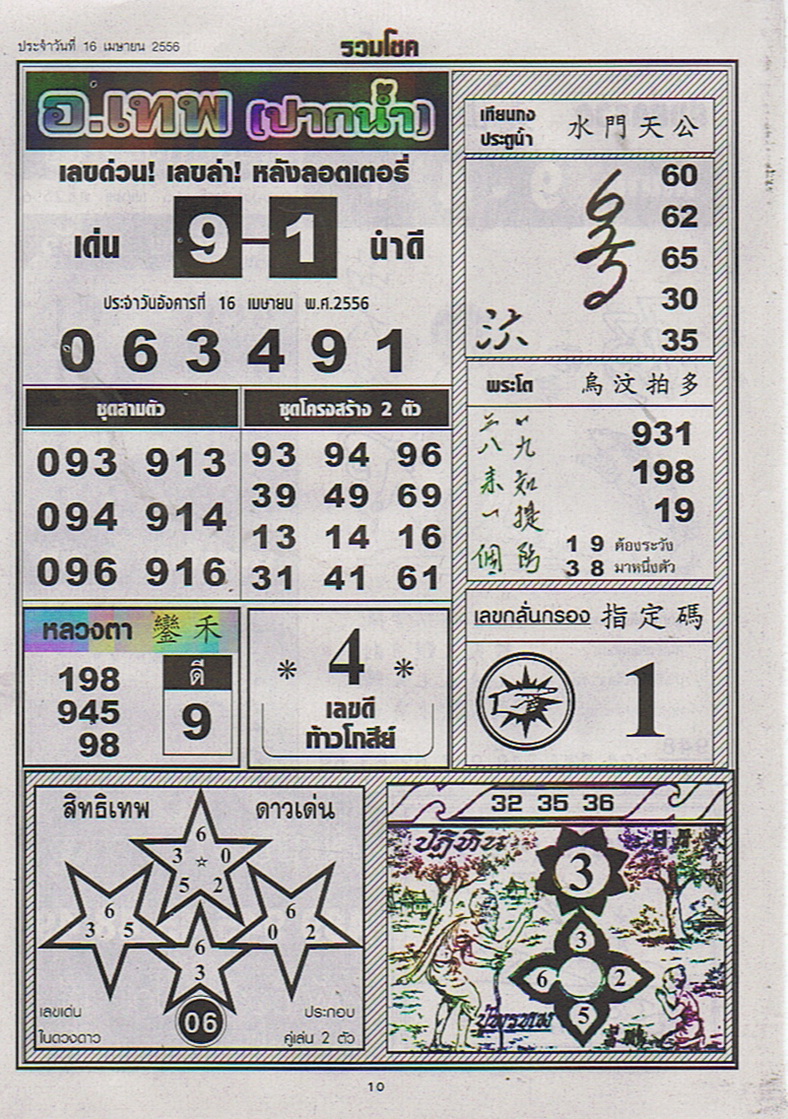 ประจำวันที่ 16 เมษายน 2556
รวมโชค
อ.เทพ (ปากน้ำ)
เลขด่วน! เลขล่า! หลังลอตเตอรี่
เด่น 9-1 นำดี
ประจำวันอังคารที่ 16 เมษายน พ.ศ.2556
0 6 3 4 9 1
ชุดสามตัว
093 913
094 914
096 916
ชุดโครงสร้าง 2 ตัว
93 94 96
39 49 69
13 14 16
31 41 61
เทียนกง
ประตูน้ำ
水門天公
60
62
65
30
35
พระโต
烏汶拍多
八九
931
198
19
1 9 ต้องระวัง
3 8 มาหนึ่งตัว
หลวงตา 鑾禾
198
945
98
ดี
9
* 4 *
เลขดี
ท้าวโกสีย์
เลขกลั่นกรอง 指定碼
1
สิทธิเทพ ดาวเด่น
6
3 ☆ 0
5 2
6
3 5
6
0 2
6
3
06
เลขเด่น
ในดวงดาว
ประกอบ
คู่เล่น 2 ตัว
32 35 36
ปฏิทิน
3
3
6 2
5
10